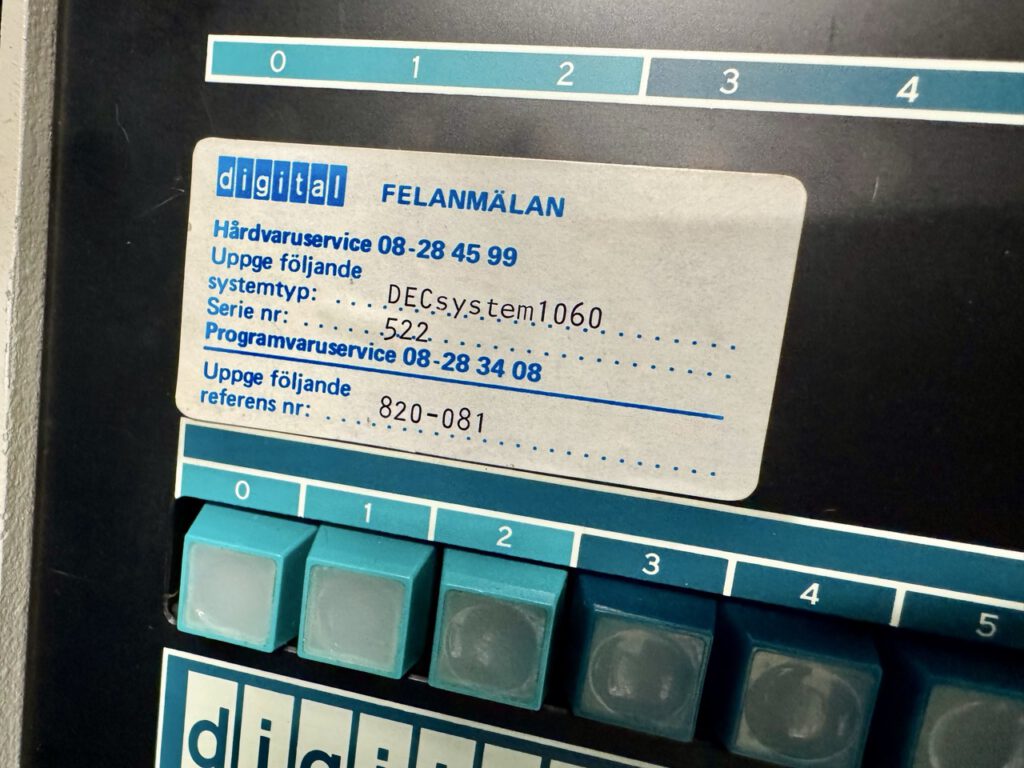 0 1 2 3 4
digital FELANMÄLAN
Hårdvaruservice 08-28 45 99
Uppge följande
systemtyp: .... DECsystem1060
Serie nr: ...... 522
Programvaruservice 08-28 34 08
Uppge följande
referens nr: .... 820-081
0 1 2 3 4 5
digit